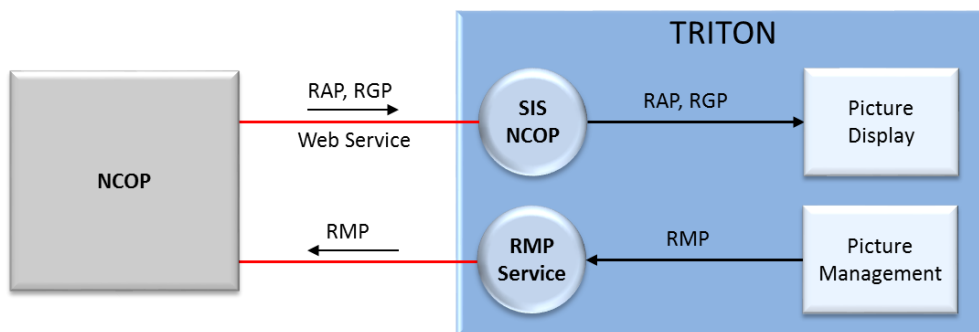 TRITON
RAP, RGP
Web Service
SIS
NCOP
RAP, RGP
Picture
Display
NCOP
RMP
RMP
Service
RMP
Picture
Management